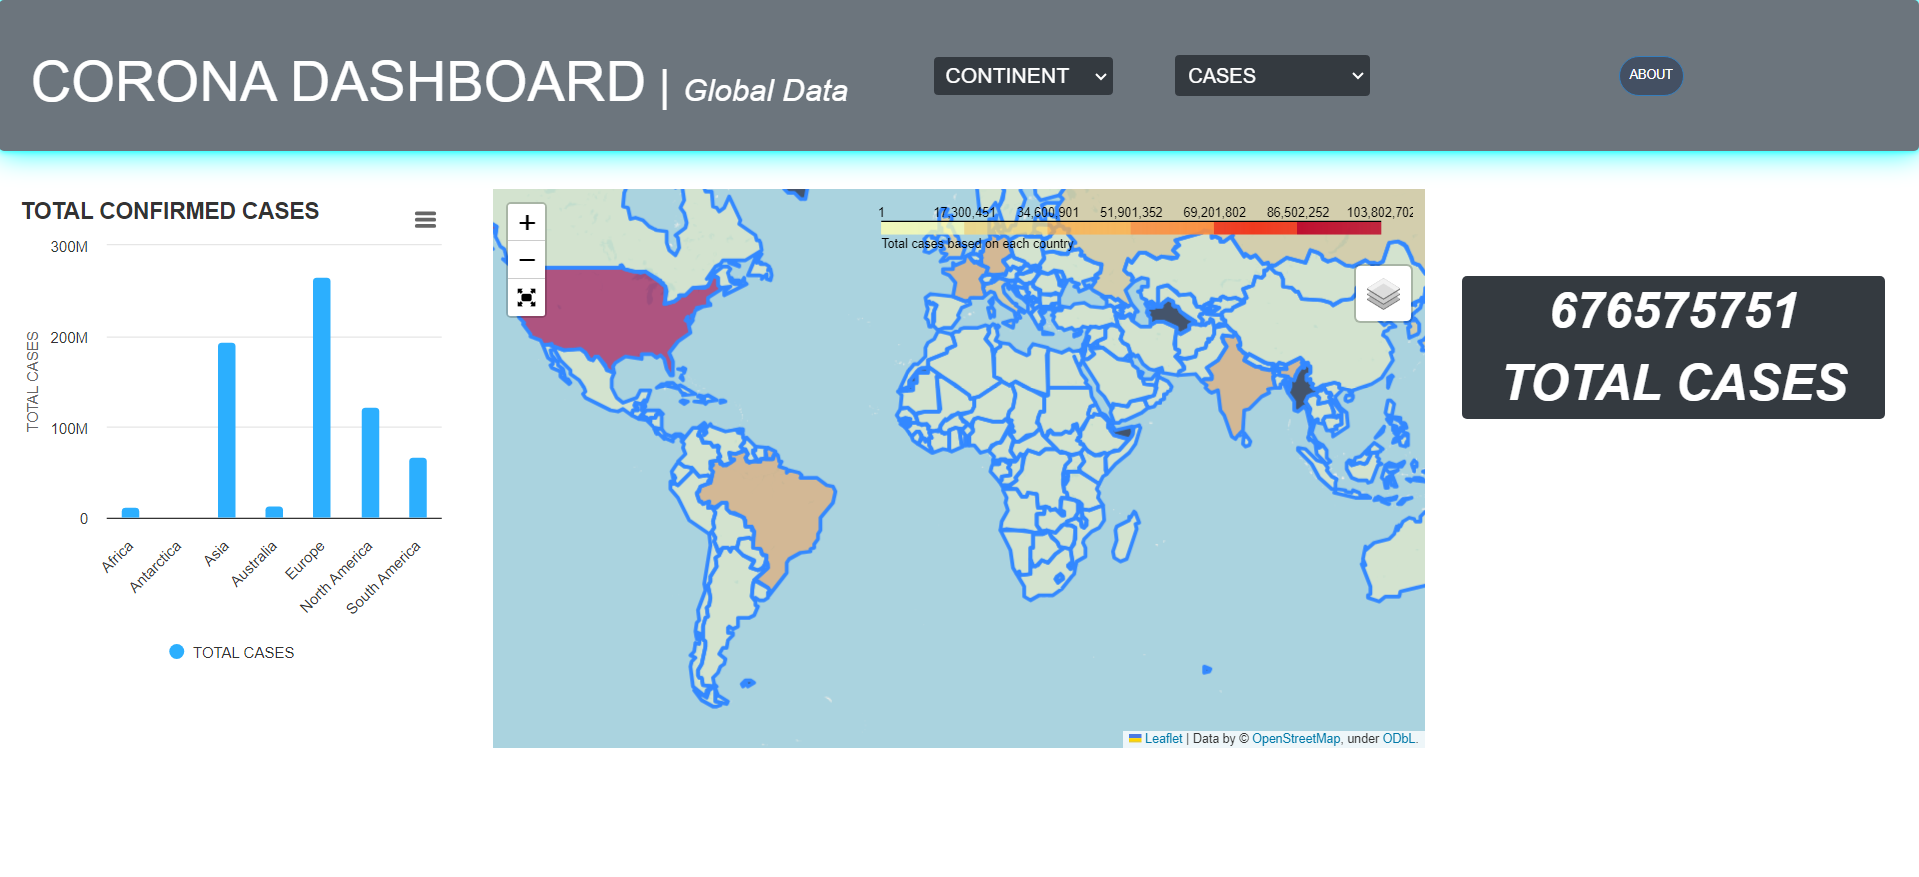 CORONA DASHBOARD | Global Data
CONTINENT
CASES
ABOUT
TOTAL CONFIRMED CASES
300M
200M
100M
0
TOTAL CASES
Africa
Antarctica
Asia
Australia
Europe
North America
South America
TOTAL CASES
+
−
1 17,300,451 34,600,901 51,901,352 69,201,802 86,502,252 103,802,702
Total cases based on each country
Leaflet | Data by © OpenStreetMap, under ODbL.
676575751
TOTAL CASES